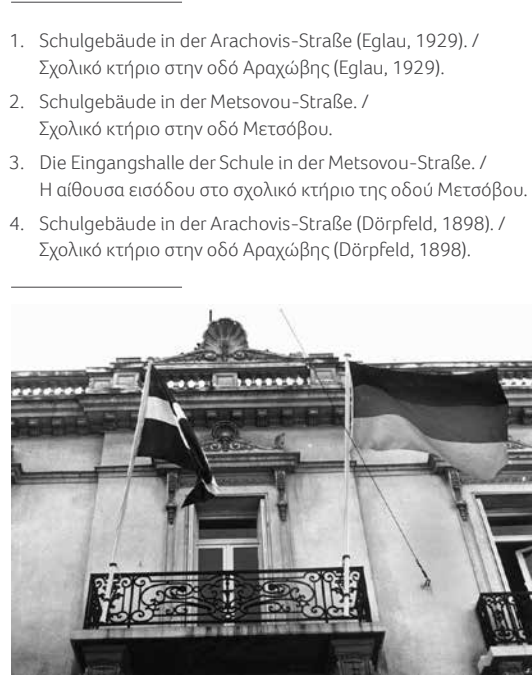 1. Schulgebäude in der Arachovis-Straße (Eglau, 1929). /
Σχολικό κτήριο στην οδό Αραχώβης (Eglau, 1929).
2. Schulgebäude in der Metsovou-Straße. /
Σχολικό κτήριο στην οδό Μετσόβου.
3. Die Eingangshalle der Schule in der Metsovou-Straße. /
Η αίθουσα εισόδου στο σχολικό κτήριο της οδού Μετσόβου.
4. Schulgebäude in der Arachovis-Straße (Dörpfeld, 1898). /
Σχολικό κτήριο στην οδό Αραχώβης (Dörpfeld, 1898).